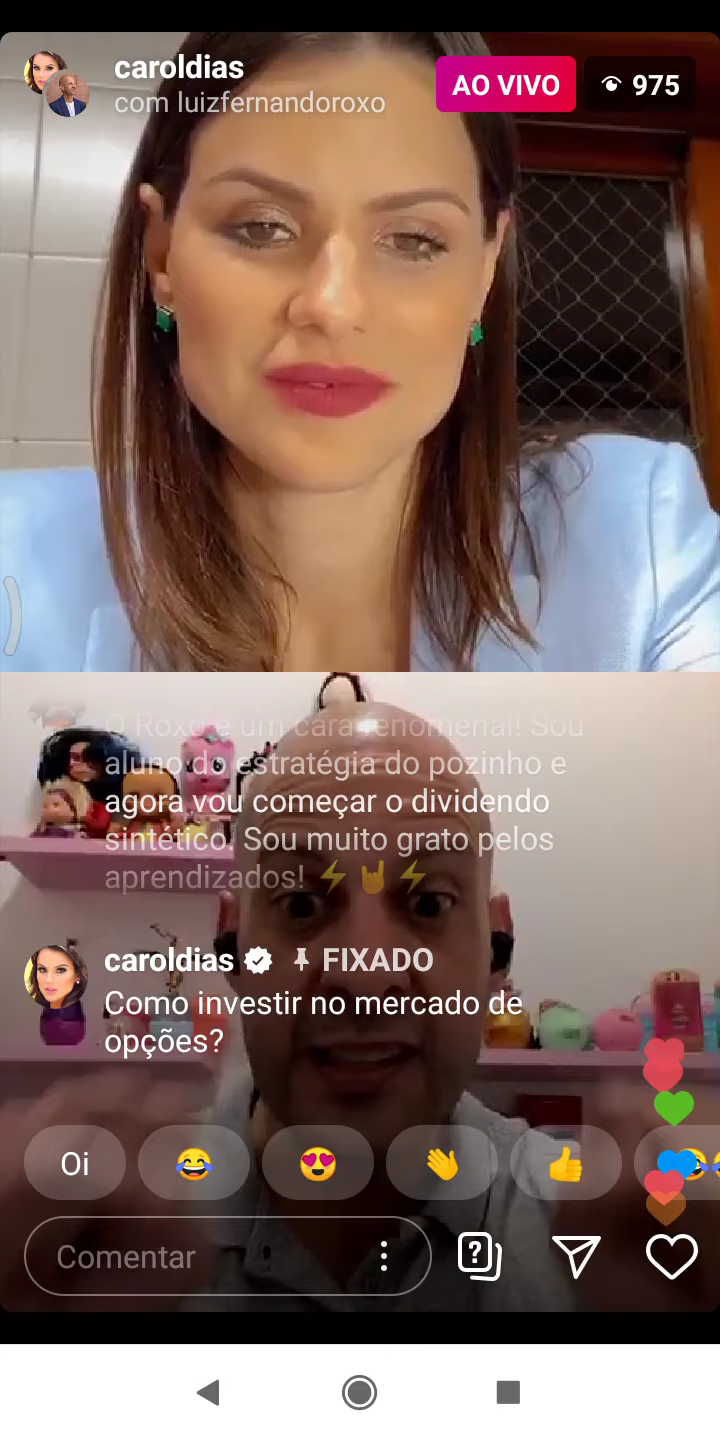 caroldias
com luizfernandoroxo
AO VIVO
975
O Roxo é um cara fenomenal! Sou
aluno do estratégia do pozinho e
agora vou começar o dividendo
sintético. Sou muito grato pelos
aprendizados! ⚡🤘⚡
caroldias FIXADO
Como investir no mercado de
opções?
Oi
Comentar